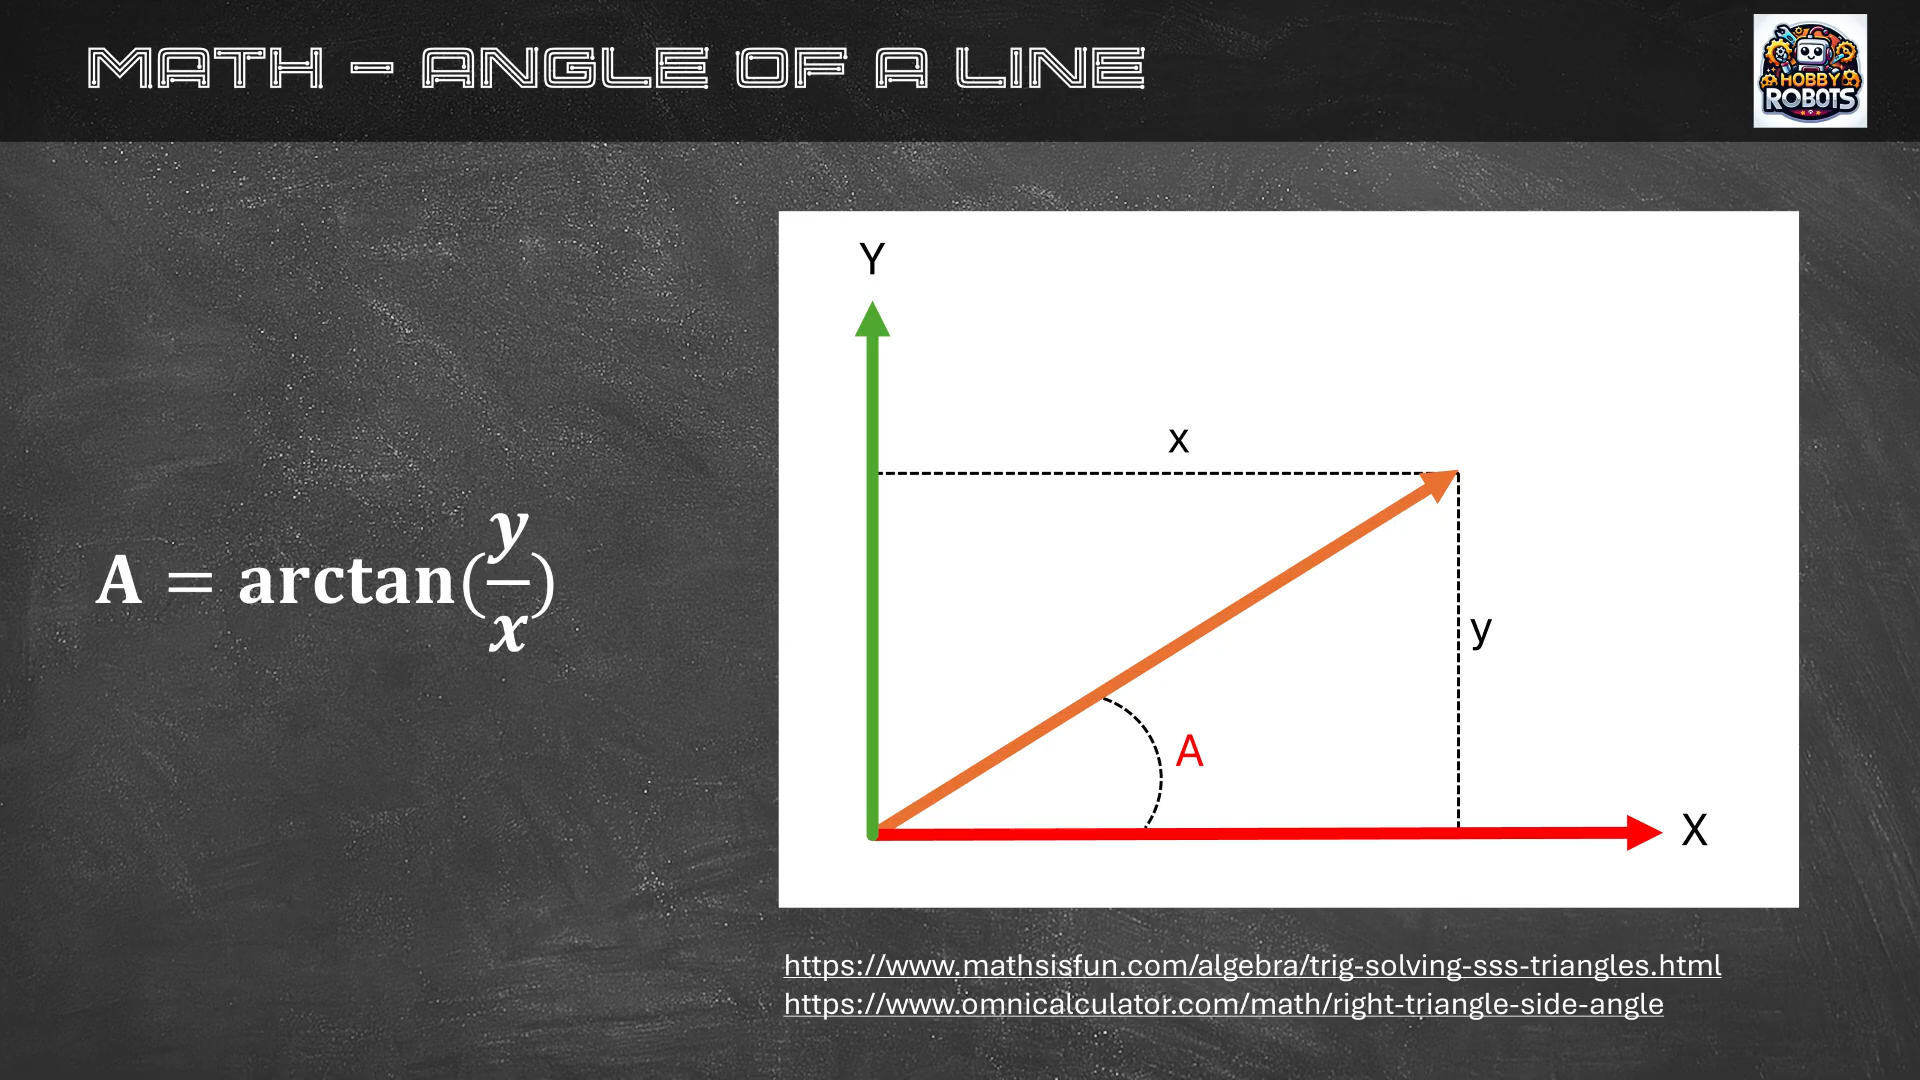 MATH - ANGLE OF A LINE
HOBBY
ROBOTS
Y
x
A = arctan(y/x)
y
A
X
https://www.mathsisfun.com/algebra/trig-solving-sss-triangles.html
https://www.omnicalculator.com/math/right-triangle-side-angle